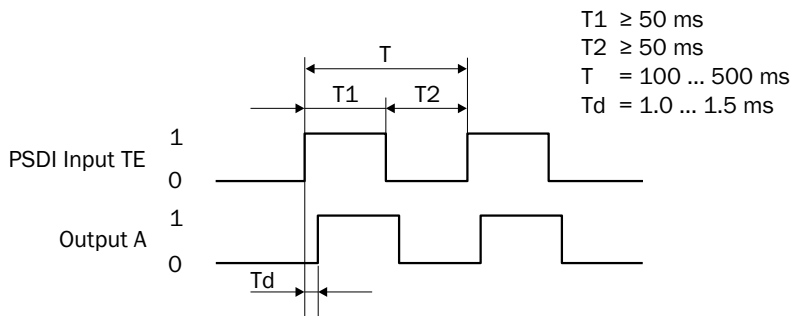 T1 ≥ 50 ms
T2 ≥ 50 ms
T = 100 ... 500 ms
Td = 1.0 ... 1.5 ms
T
T1 T2
PSDI Input TE 1
0
Output A 1
0
Td